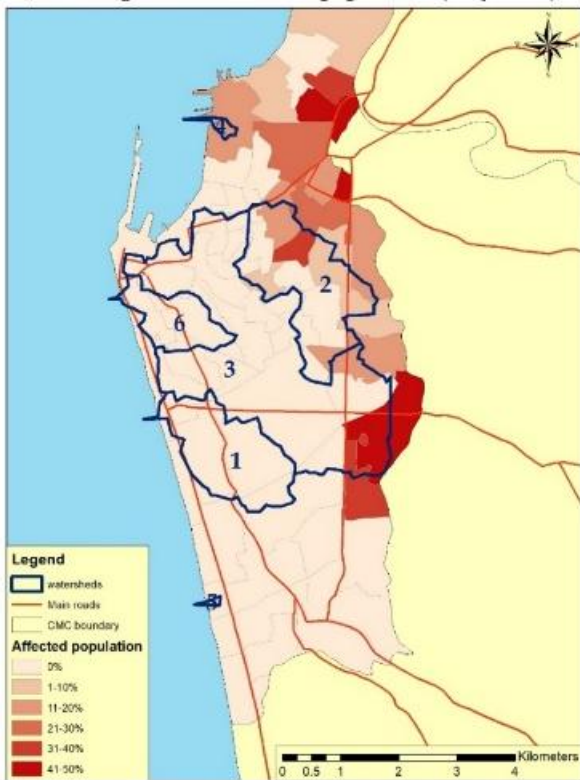 N
2
6
3
1
Legend
watersheds
Main roads
CMC boundary
Affected population
0%
1-10%
11-20%
21-30%
31-40%
41-50%
Kilometers
0 0.5 1 2 3 4